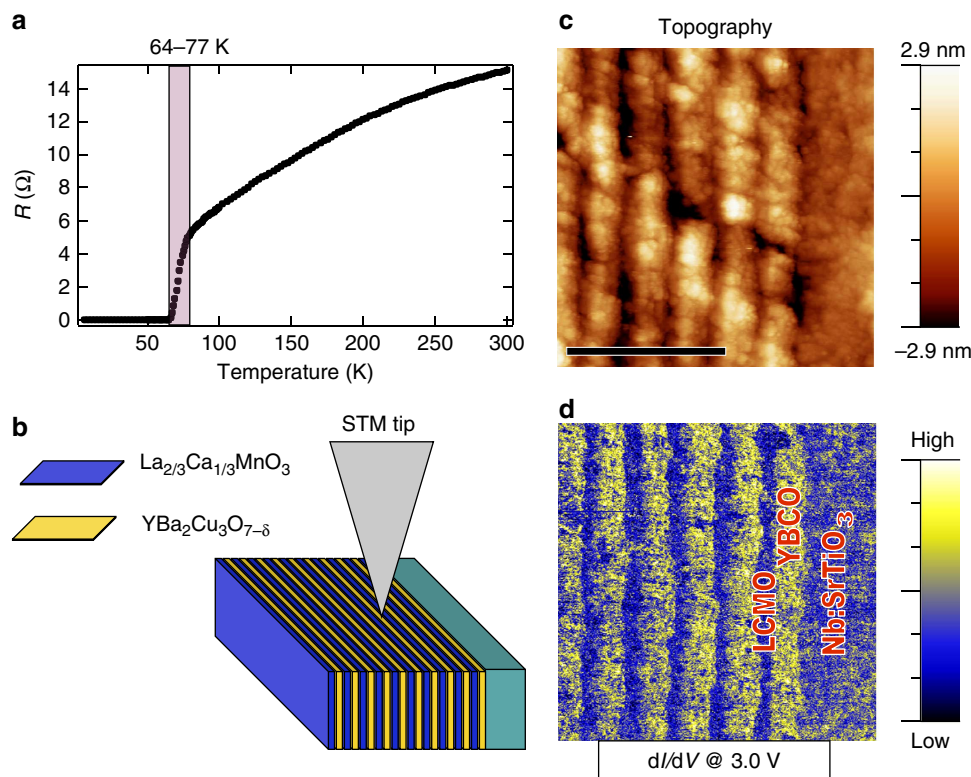 a
64–77 K
14
12
10
8
6
4
2
0
R (Ω)
50 100 150 200 250 300
Temperature (K)
b
STM tip
La2/3Ca1/3MnO3
YBa2Cu3O7–δ
c
Topography
2.9 nm
–2.9 nm
d
High
Low
LCMO
YBCO
Nb:SrTiO3
dI/dV @ 3.0 V